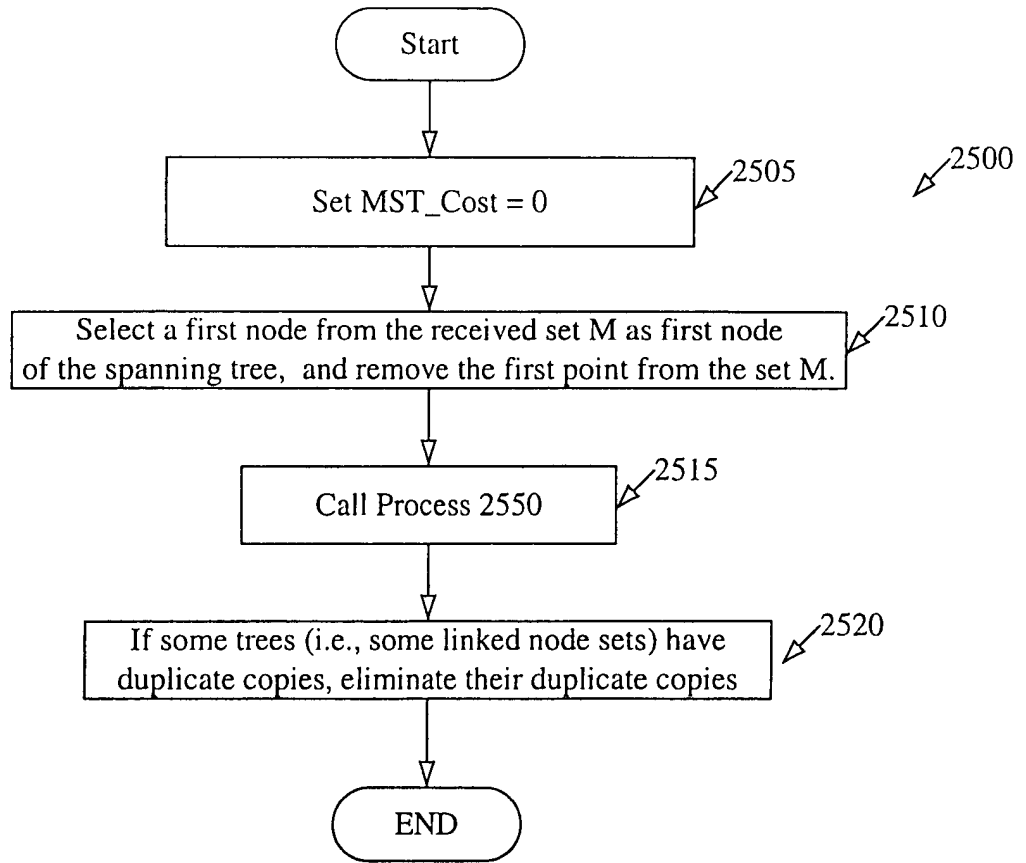 Start
2500
2505
Set MST_Cost = 0
2510
Select a first node from the received set M as first node
of the spanning tree, and remove the first point from the set M.
2515
Call Process 2550
2520
If some trees (i.e., some linked node sets) have
duplicate copies, eliminate their duplicate copies
END